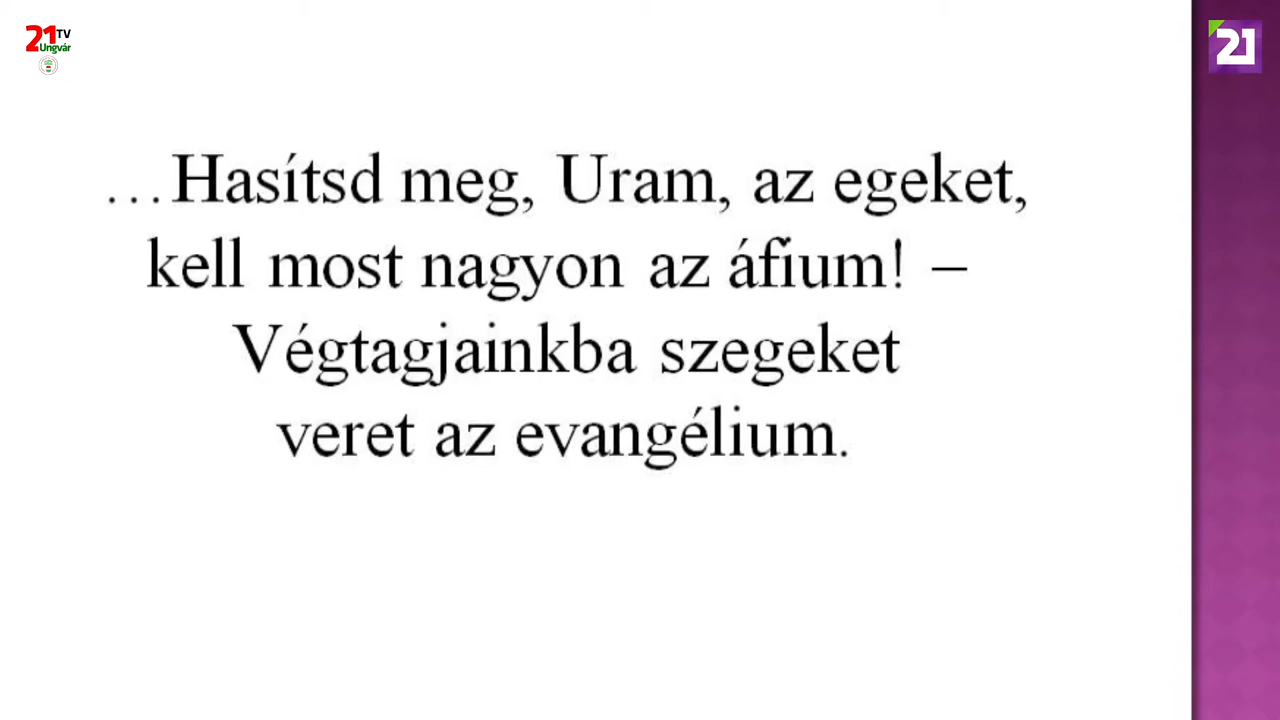 21 TV
Ungvár
21
…Hasítsd meg, Uram, az egeket,
kell most nagyon az áfium! –
Végtagjainkba szegeket
veret az evangélium.